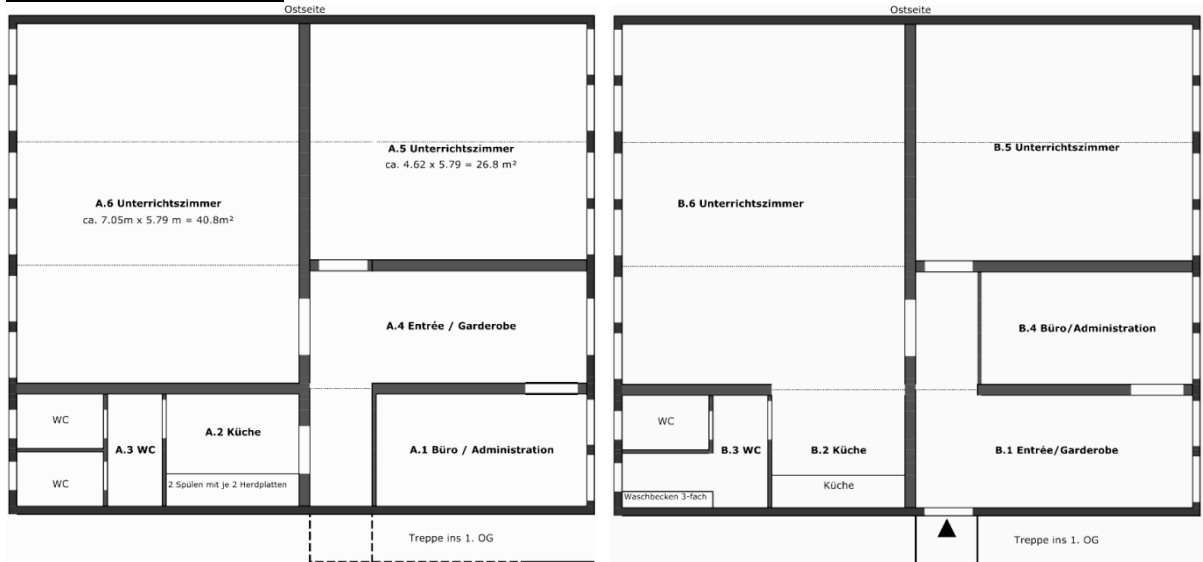 Ostseite
A.5 Unterrichtszimmer
ca. 4.62 x 5.79 = 26.8 m²
A.6 Unterrichtszimmer
ca. 7.05m x 5.79 m = 40.8m²
A.4 Entrée / Garderobe
WC
A.3 WC
A.2 Küche
A.1 Büro / Administration
WC
2 Spülen mit je 2 Herdplatten
Treppe ins 1. OG
Ostseite
B.5 Unterrichtszimmer
B.6 Unterrichtszimmer
B.4 Büro/Administration
WC
B.3 WC
B.2 Küche
B.1 Entrée/Garderobe
Küche
Waschbecken 3-fach
Treppe ins 1. OG